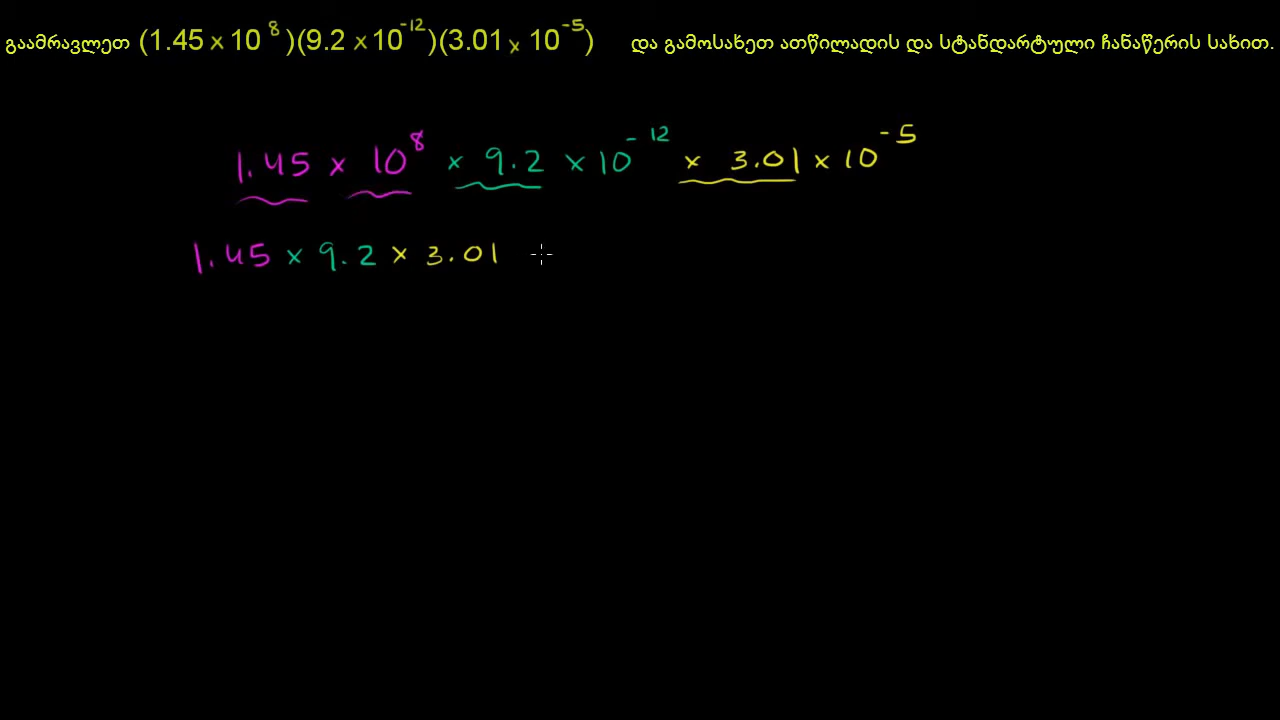 გაამრავლეთ (1.45 × 10⁸)(9.2 × 10⁻¹²)(3.01 × 10⁻⁵) და გამოსახეთ ათწილადის და სტანდარტული ჩანაწერის სახით.
1.45 × 10⁸ × 9.2 × 10⁻¹² × 3.01 × 10⁻⁵
1.45 × 9.2 × 3.01